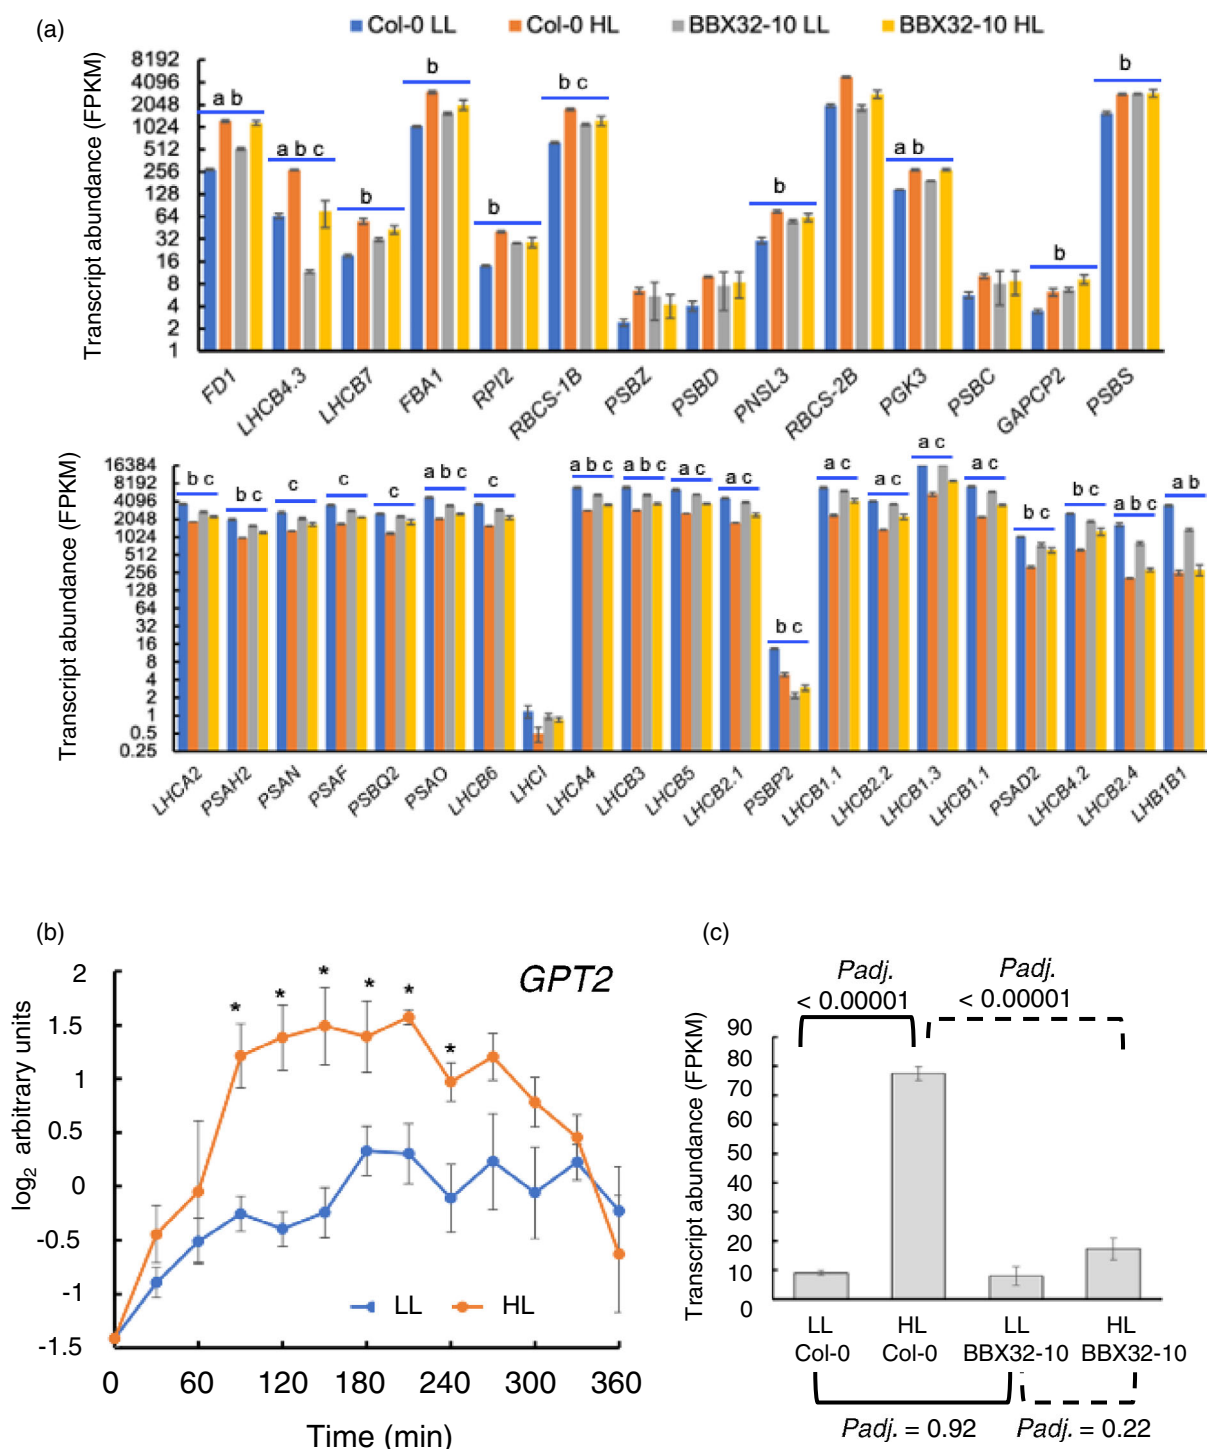 (a)
Col-0 LL Col-0 HL BBX32-10 LL BBX32-10 HL
Transcript abundance (FPKM)
8192
4096
2048
1024
512
256
128
64
32
16
8
4
2
1
a b
a b c
b
b
b
b c
b
a b
b
b
FD1
LHCB4.3
LHCB7
FBA1
RPI2
RBCS-1B
PSBZ
PSBD
PNSL3
RBCS-2B
PGK3
PSBC
GAPCP2
PSBS
Transcript abundance (FPKM)
16384
8192
4096
2048
1024
512
256
128
64
32
16
8
4
2
1
0.5
0.25
b c
b c
c
c
c
a b c
c
a b c
a b c
a c
a c
b c
a c
a c
a c
a c
b c
b c
a b c
a b
LHCA2
PSAH2
PSAN
PSAF
PSBQ2
PSAO
LHCB6
LHCI
LHCA4
LHCB3
LHCB5
LHCB2.1
PSBP2
LHCB1.1
LHCB2.2
LHCB1.3
LHCB1.1
PSAD2
LHCB4.2
LHCB2.4
LHB1B1
(b)
GPT2
log2 arbitrary units
2
1.5
1
0.5
0
-0.5
-1
-1.5
* * * * * *
LL HL
0 60 120 180 240 300 360
Time (min)
(c)
Padj.
< 0.00001
Padj.
< 0.00001
Transcript abundance (FPKM)
90
80
70
60
50
40
30
20
10
0
LL HL LL HL
Col-0 Col-0 BBX32-10 BBX32-10
Padj. = 0.92 Padj. = 0.22